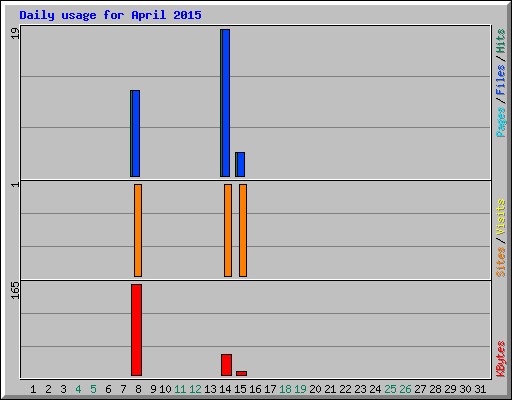 Daily usage for April 2015
19
1
165
Pages/Files/Hits
Sites/Visits
KBytes
1 2 3 4 5 6 7 8 9 10 11 12 13 14 15 16 17 18 19 20 21 22 23 24 25 26 27 28 29 30 31